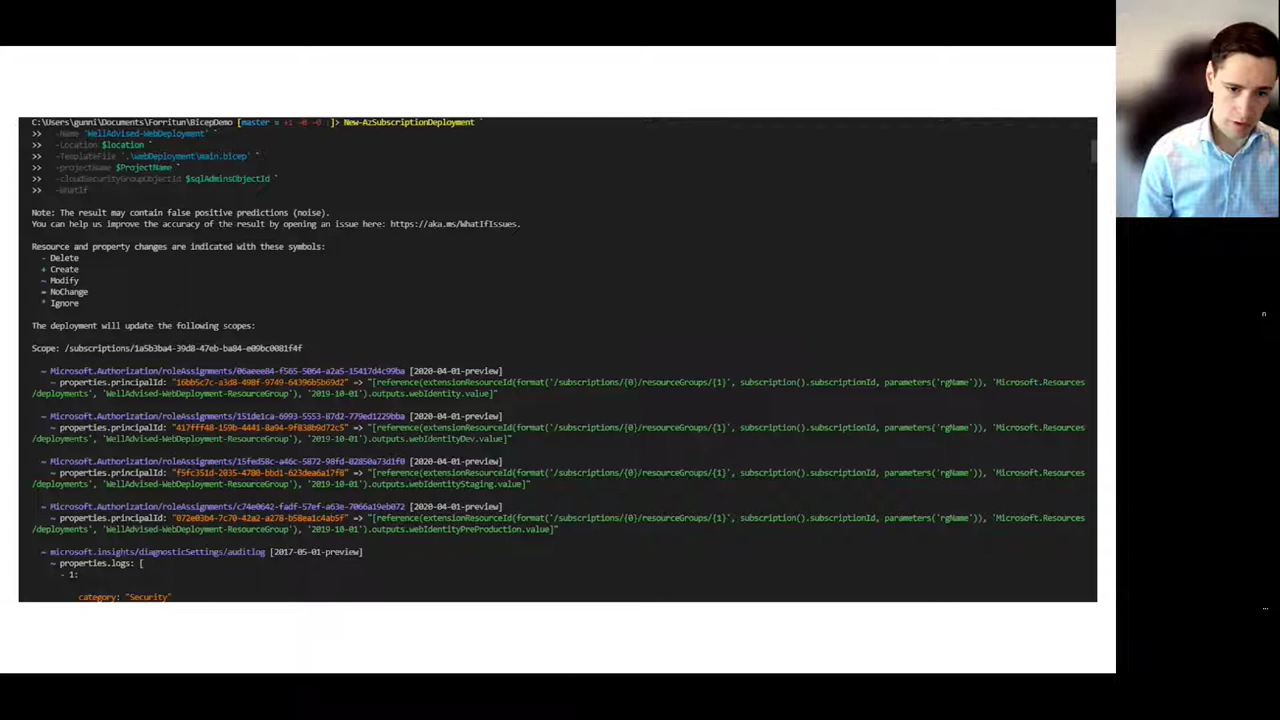 C:\Users\gunni\Documents\Forritun\BicepDemo [master ≡ +1 ~0 -0 !]> New-AzSubscriptionDeployment `
>> -Name 'WellAdvised-WebDeployment' `
>> -Location $location `
>> -TemplateFile '.\webDeployment\main.bicep' `
>> -projectName $ProjectName `
>> -cloudSecurityGroupObjectId $sqlAdminsObjectId `
>> -WhatIf
Note: The result may contain false positive predictions (noise).
You can help us improve the accuracy of the result by opening an issue here: https://aka.ms/WhatIfIssues.
Resource and property changes are indicated with these symbols:
- Delete
+ Create
~ Modify
= NoChange
* Ignore
The deployment will update the following scopes:
Scope: /subscriptions/1a5b3ba4-39d8-47eb-ba84-e09bc0081f4f
~ Microsoft.Authorization/roleAssignments/06aeee84-f565-5064-a2a5-15417d4c99ba [2020-04-01-preview]
~ properties.principalId: "16bb5c7c-a3d8-498f-9749-64396b5b69d2" => "[reference(extensionResourceId(format('/subscriptions/{0}/resourceGroups/{1}', subscription().subscriptionId, parameters('rgName')), 'Microsoft.Resources
/deployments', 'WellAdvised-WebDeployment-ResourceGroup'), '2019-10-01').outputs.webIdentity.value]"
~ Microsoft.Authorization/roleAssignments/151de1ca-6993-5553-87d2-779ed1229bba [2020-04-01-preview]
~ properties.principalId: "417fff48-159b-4441-8a94-9f838b9d72c5" => "[reference(extensionResourceId(format('/subscriptions/{0}/resourceGroups/{1}', subscription().subscriptionId, parameters('rgName')), 'Microsoft.Resources
/deployments', 'WellAdvised-WebDeployment-ResourceGroup'), '2019-10-01').outputs.webIdentityDev.value]"
~ Microsoft.Authorization/roleAssignments/15fed58c-a46c-5872-98fd-02850a73d1f0 [2020-04-01-preview]
~ properties.principalId: "f5fc351d-2035-4780-bbd1-623dea6a17f8" => "[reference(extensionResourceId(format('/subscriptions/{0}/resourceGroups/{1}', subscription().subscriptionId, parameters('rgName')), 'Microsoft.Resources
/deployments', 'WellAdvised-WebDeployment-ResourceGroup'), '2019-10-01').outputs.webIdentityStaging.value]"
~ Microsoft.Authorization/roleAssignments/c74e0642-fadf-57ef-a63e-7066a19eb072 [2020-04-01-preview]
~ properties.principalId: "072e03b4-7c70-42a2-a278-b58ea1c4ab5f" => "[reference(extensionResourceId(format('/subscriptions/{0}/resourceGroups/{1}', subscription().subscriptionId, parameters('rgName')), 'Microsoft.Resources
/deployments', 'WellAdvised-WebDeployment-ResourceGroup'), '2019-10-01').outputs.webIdentityPreProduction.value]"
~ microsoft.insights/diagnosticSettings/auditlog [2017-05-01-preview]
~ properties.logs: [
- 1:
category: "Security"